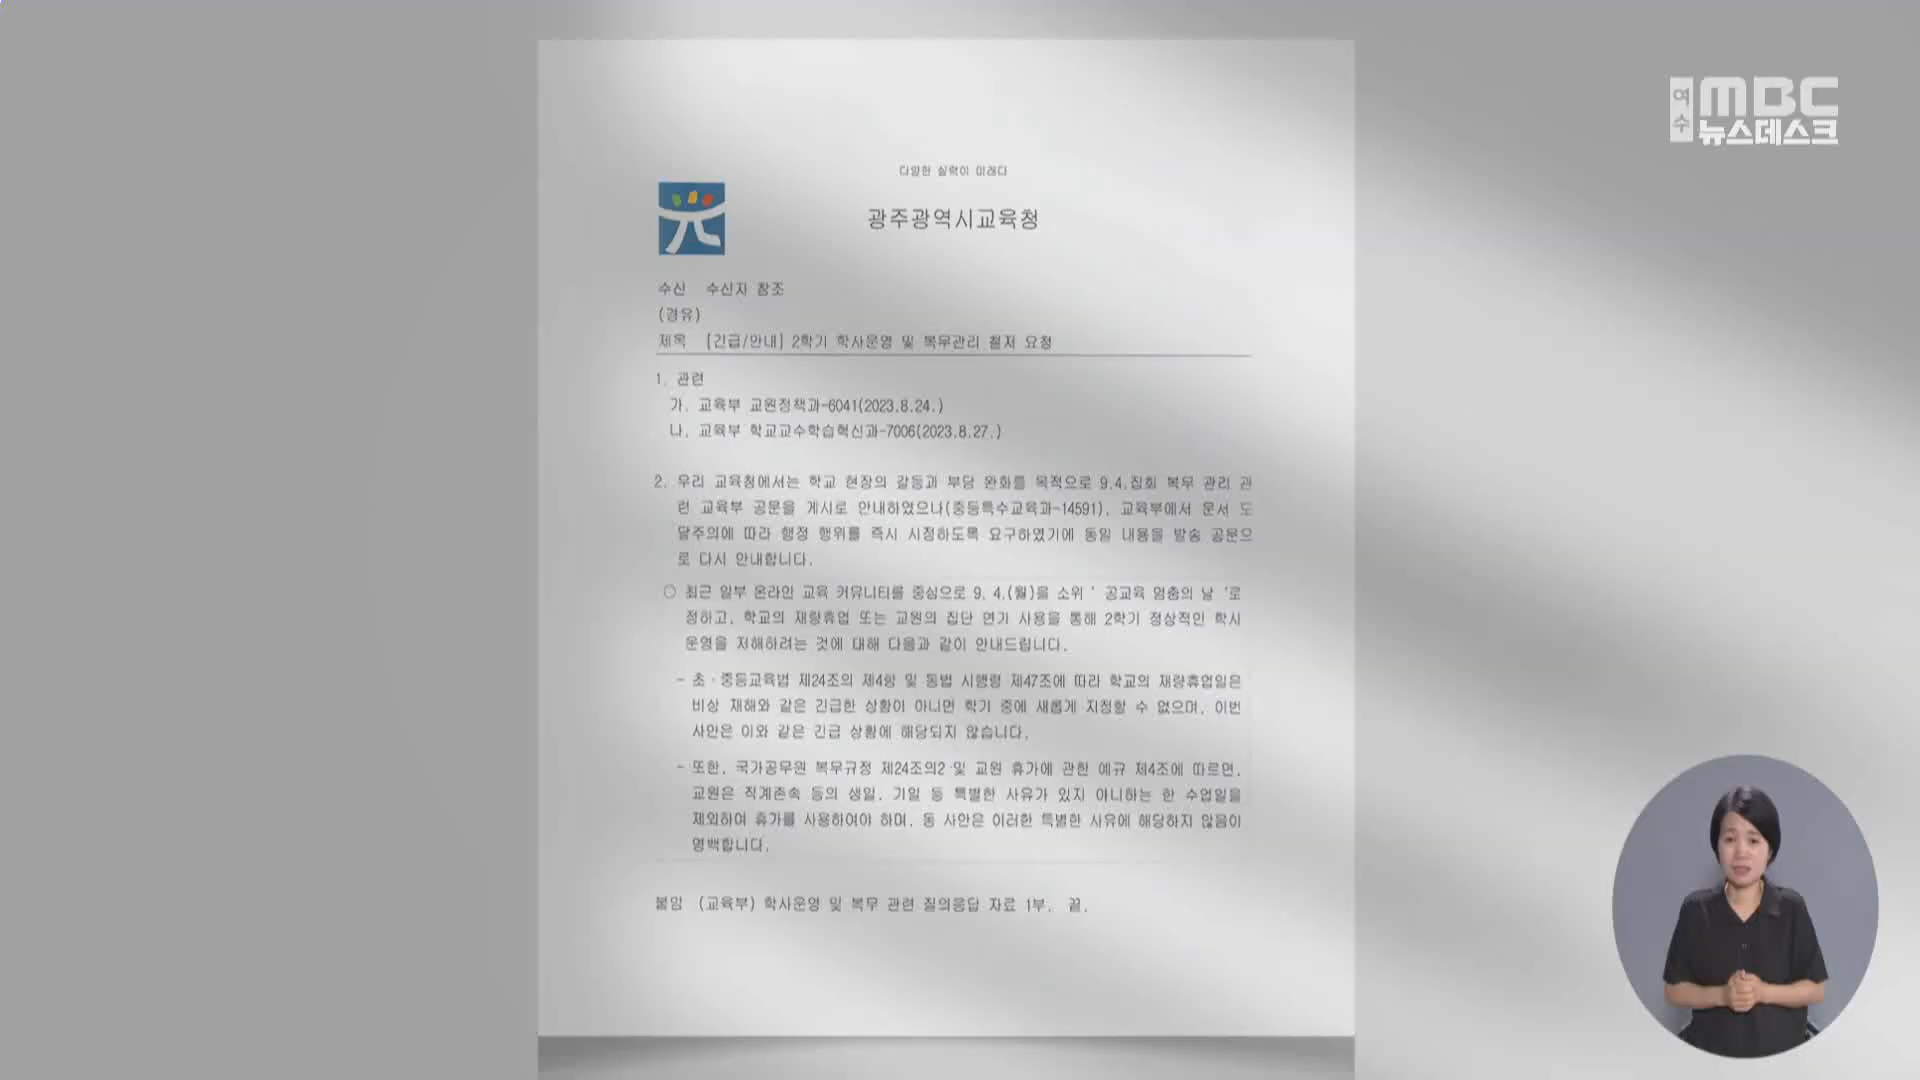 여수 MBC
뉴스데스크
다양한 실력이 미래다
광주광역시교육청
수신 수신자 참조
(경유)
제목 [긴급/안내] 2학기 학사운영 및 복무관리 철저 요청
1. 관련
가. 교육부 교원정책과-6041(2023.8.24.)
나. 교육부 학교교수학습혁신과-7006(2023.8.27.)
2. 우리 교육청에서는 학교 현장의 갈등과 부담 완화를 목적으로 9.4.집회 복무 관리 관
련 교육부 공문을 게시로 안내하였으나(중등특수교육과-14591), 교육부에서 문서 도
달주의에 따라 행정 행위를 즉시 시정하도록 요구하였기에 동일 내용을 발송 공문으
로 다시 안내합니다.
○ 최근 일부 온라인 교육 커뮤니티를 중심으로 9. 4.(월)을 소위 ' 공교육 멈춤의 날 '로
정하고, 학교의 재량휴업 또는 교원의 집단 연가 사용을 통해 2학기 정상적인 학사
운영을 저해하려는 것에 대해 다음과 같이 안내드립니다.
- 초·중등교육법 제24조의 제4항 및 동법 시행령 제47조에 따라 학교의 재량휴업일은
비상 재해와 같은 긴급한 상황이 아니면 학기 중에 새롭게 지정할 수 없으며, 이번
사안은 이와 같은 긴급 상황에 해당되지 않습니다.
- 또한, 국가공무원 복무규정 제24조의2 및 교원 휴가에 관한 예규 제4조에 따르면,
교원은 직계존속 등의 생일, 기일 등 특별한 사유가 있지 아니하는 한 수업일을
제외하여 휴가를 사용하여야 하며, 동 사안은 이러한 특별한 사유에 해당하지 않음이
명백합니다.
붙임 (교육부) 학사운영 및 복무 관련 질의응답 자료 1부. 끝.